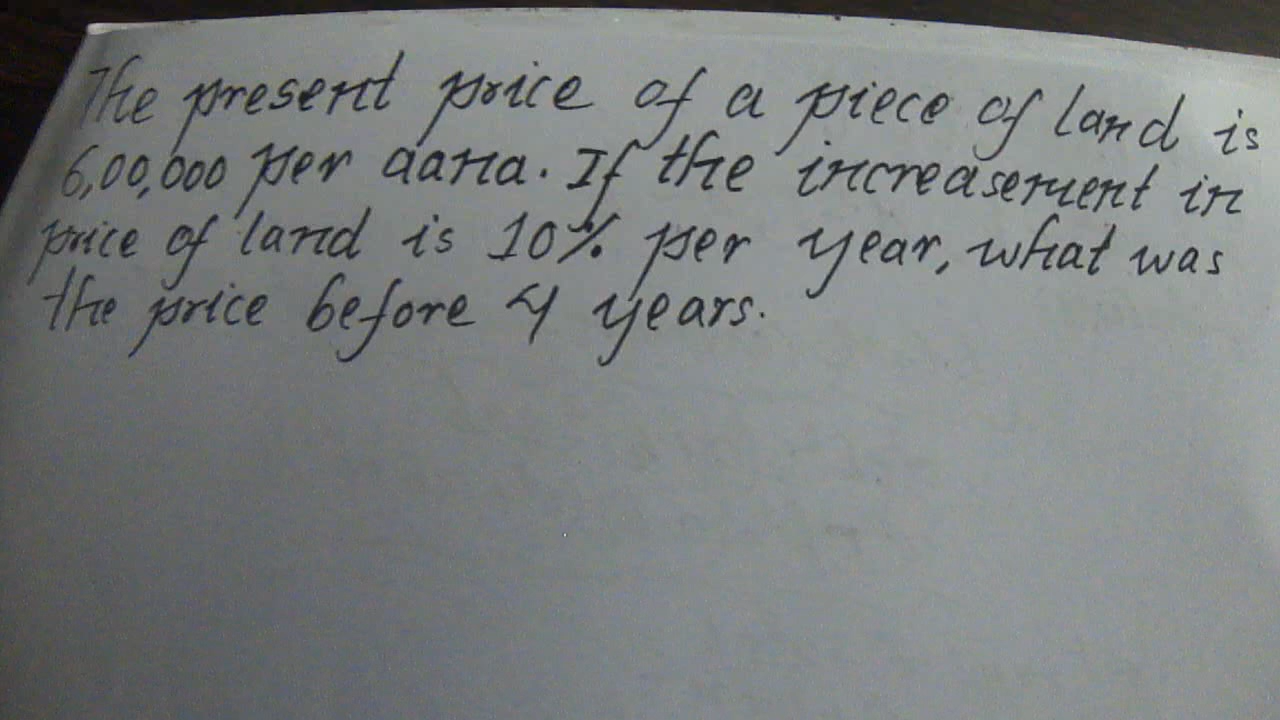 The present price of a piece of land is
6,00,000 per aana. If the increasement in
price of land is 10% per year, what was
the price before 4 years.